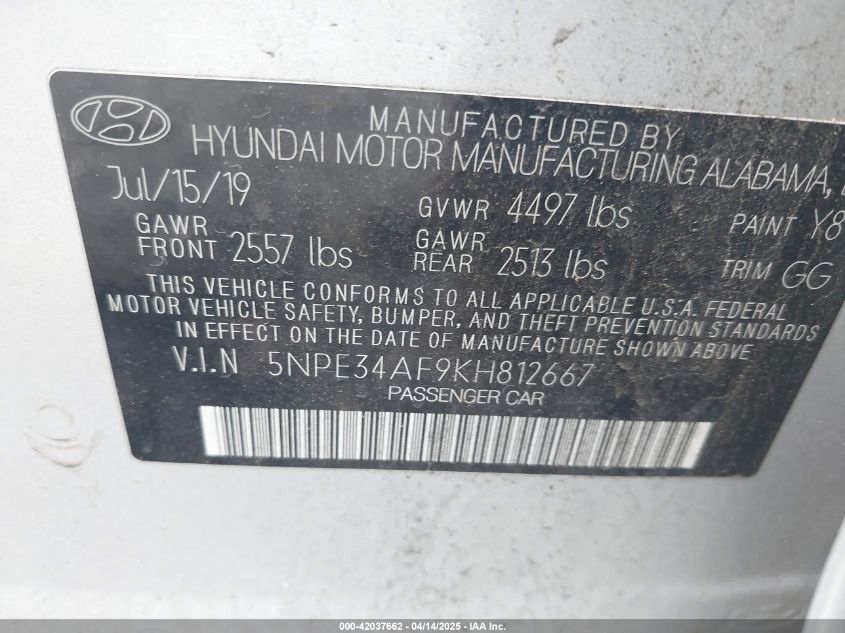 MANUFACTURED BY
HYUNDAI MOTOR MANUFACTURING ALABAMA,
Jul/15/19
GVWR 4497 lbs
PAINT Y8
GAWR FRONT 2557 lbs
GAWR REAR 2513 lbs
TRIM GG
THIS VEHICLE CONFORMS TO ALL APPLICABLE U.S.A. FEDERAL
MOTOR VEHICLE SAFETY, BUMPER, AND THEFT PREVENTION STANDARDS
IN EFFECT ON THE DATE OF MANUFACTURE SHOWN ABOVE
V.I.N 5NPE34AF9KH812667
PASSENGER CAR
000-42037662 - 04/14/2025 - IAA Inc.